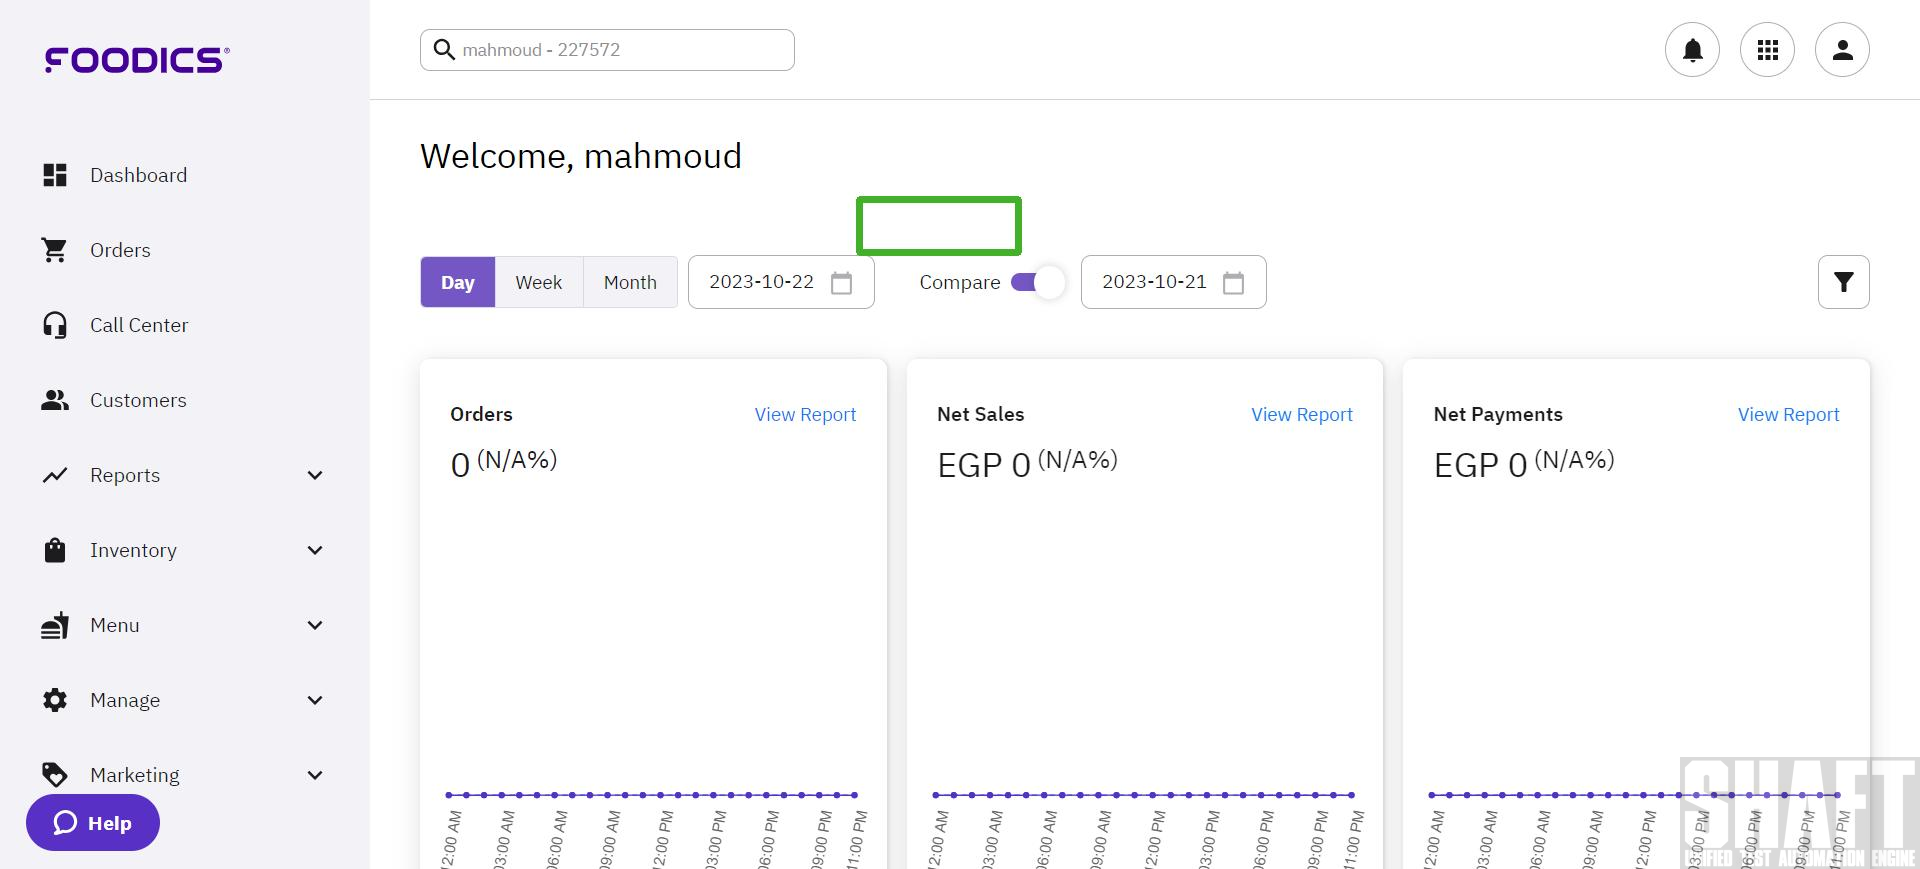 FOODICS®
mahmoud - 227572
Dashboard
Orders
Call Center
Customers
Reports
Inventory
Menu
Manage
Marketing
Help
Welcome, mahmoud
Day Week Month 2023-10-22 Compare 2023-10-21
Orders View Report
0 (N/A%)
12:00 AM 03:00 AM 06:00 AM 09:00 AM 12:00 PM 03:00 PM 06:00 PM 09:00 PM 11:00 PM
Net Sales View Report
EGP 0 (N/A%)
12:00 AM 03:00 AM 06:00 AM 09:00 AM 12:00 PM 03:00 PM 06:00 PM 09:00 PM 11:00 PM
Net Payments View Report
EGP 0 (N/A%)
12:00 AM 03:00 AM 06:00 AM 09:00 AM 12:00 PM 03:00 PM 06:00 PM 09:00 PM 11:00 PM
SHAFT
UNIFIED TEST AUTOMATION ENGINE